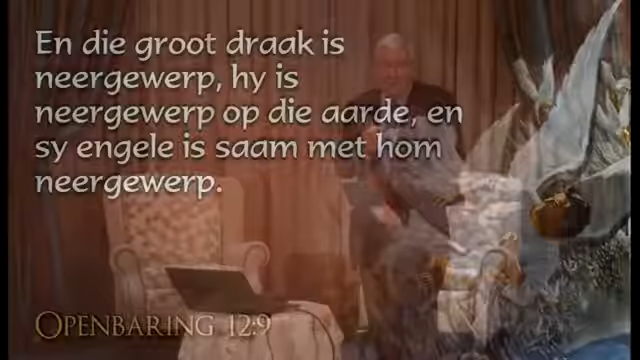 En die groot draak is
neergewerp, hy is
neergewerp op die aarde, en
sy engele is saam met hom
neergewerp.
OPENBARING 12:9